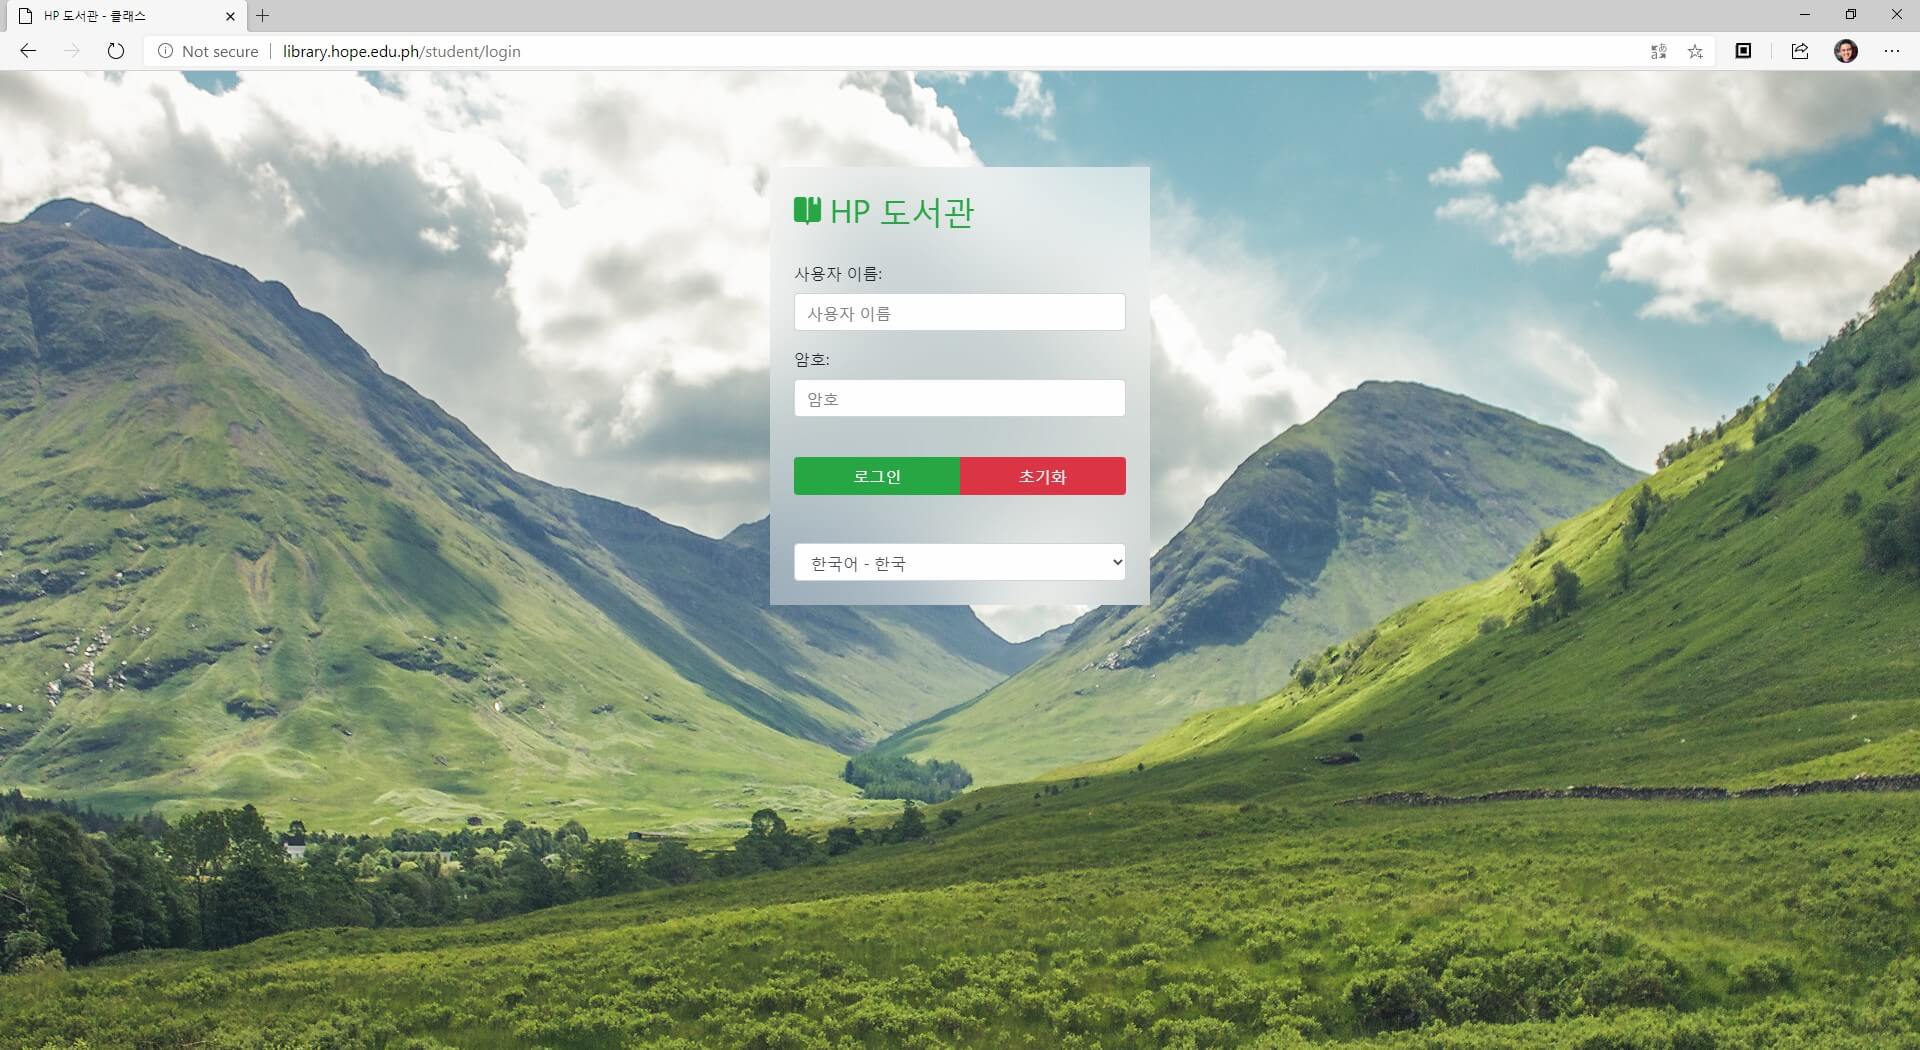 HP 도서관 - 클래스
Not secure
library.hope.edu.ph/student/login
HP 도서관
사용자 이름:
사용자 이름
암호:
암호
로그인
초기화
한국어 - 한국